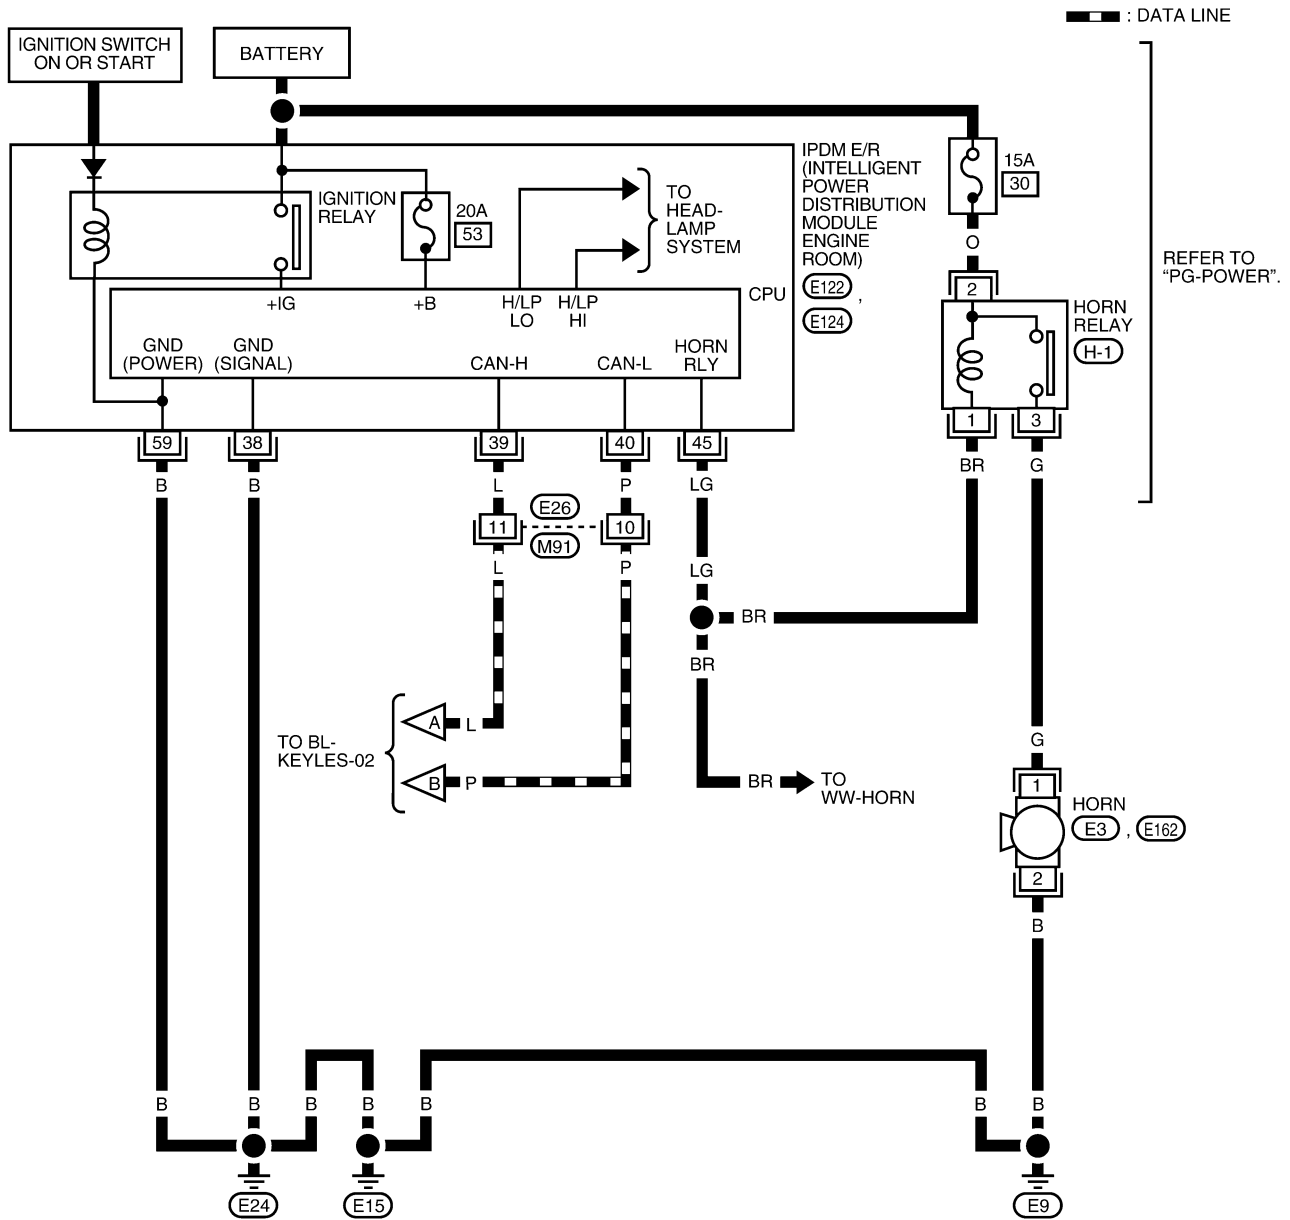 : DATA LINE
IGNITION SWITCH
ON OR START
BATTERY
IPDM E/R
(INTELLIGENT
POWER
DISTRIBUTION
MODULE
ENGINE
ROOM)
E122
,
E124
15A
30
O
REFER TO
“PG-POWER”.
IGNITION
RELAY
20A
53
TO
HEAD-
LAMP
SYSTEM
2
HORN
RELAY
H-1
CPU
+IG
+B
H/LP
LO
H/LP
HI
GND
(POWER)
GND
(SIGNAL)
CAN-H
CAN-L
HORN
RLY
59
38
39
40
45
1
3
B
B
L
P
LG
BR
G
E26
11
10
M91
L
P
LG
BR
BR
A
L
TO BL-
KEYLES-02
B
P
BR
TO
WW-HORN
G
1
HORN
E3
,
E162
2
B
B
B
B
B
B
B
B
E24
E15
E9